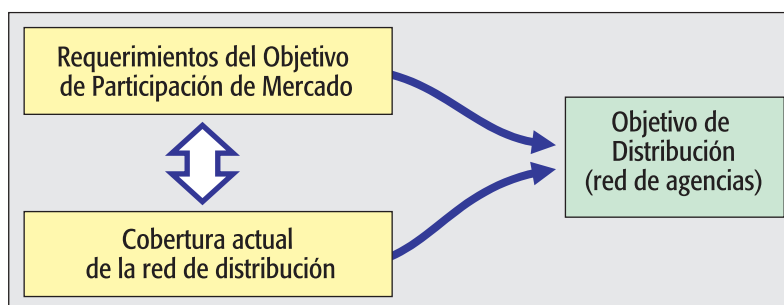 Requerimientos del Objetivo
de Participación de Mercado
Objetivo de
Distribución
(red de agencias)
Cobertura actual
de la red de distribución